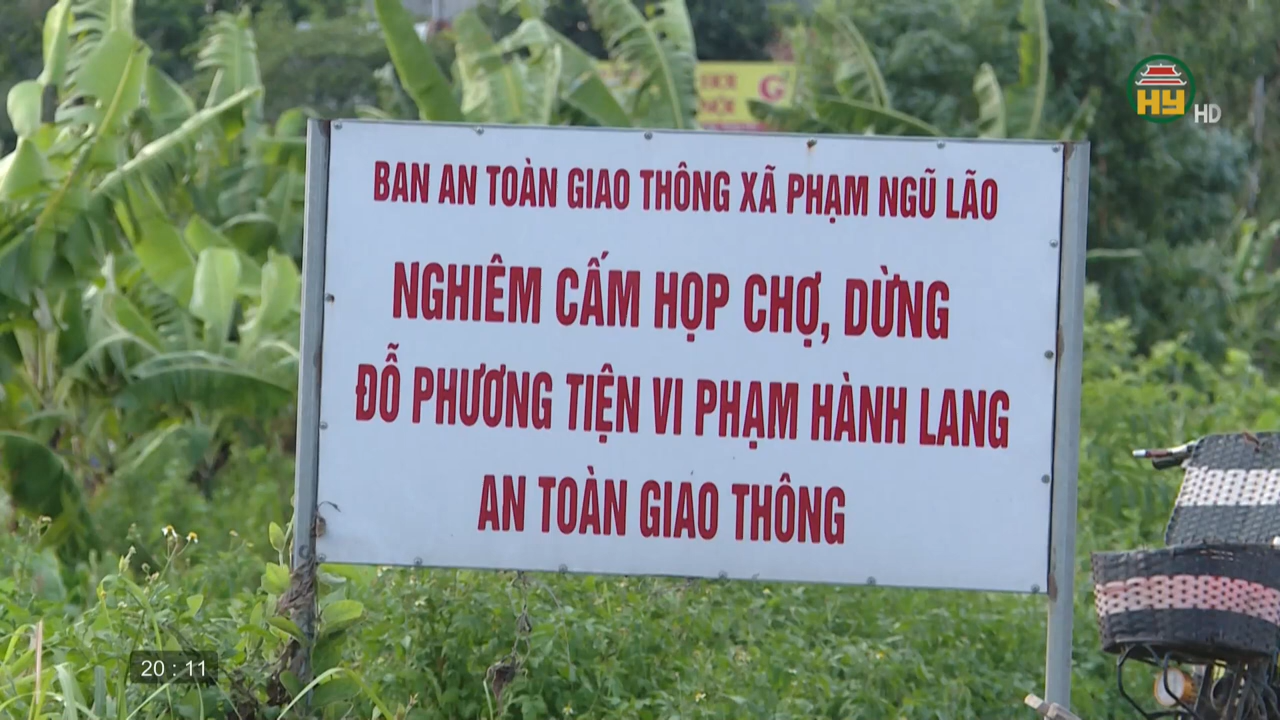 HY HD
BAN AN TOÀN GIAO THÔNG XÃ PHẠM NGŨ LÃO
NGHIÊM CẤM HỌP CHỢ, DỪNG
ĐỖ PHƯƠNG TIỆN VI PHẠM HÀNH LANG
AN TOÀN GIAO THÔNG
20 : 11